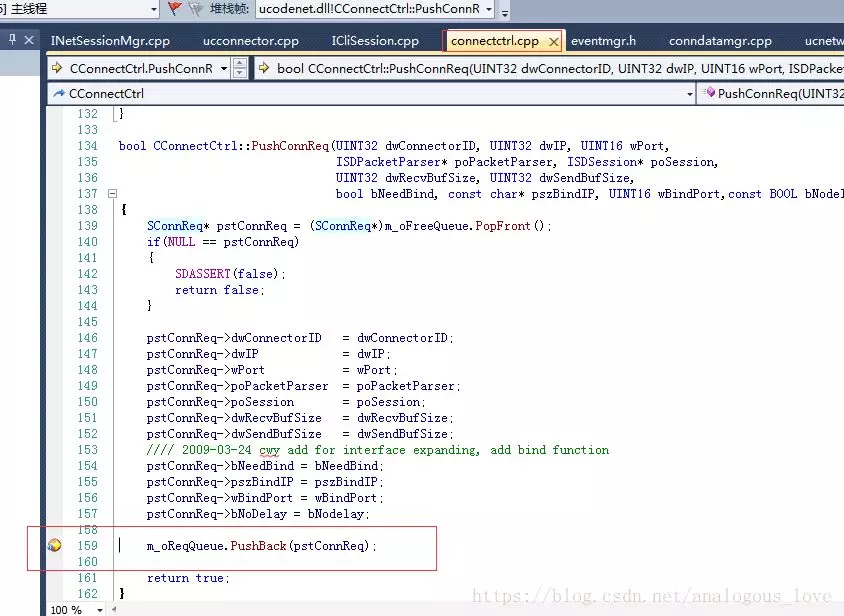 5] 主线程 堆栈帧: ucodenet.dll!CConnectCtrl::PushConnR
INetSessionMgr.cpp ucconnector.cpp ICliSession.cpp connectctrl.cpp eventmgr.h conndatamgr.cpp ucnetw
CConnectCtrl.PushConnR bool CConnectCtrl::PushConnReq(UINT32 dwConnectorID, UINT32 dwIP, UINT16 wPort, ISDPacke
CConnectCtrl PushConnReq(UINT32
132 }
133
134 bool CConnectCtrl::PushConnReq(UINT32 dwConnectorID, UINT32 dwIP, UINT16 wPort,
135 ISDPacketParser* poPacketParser, ISDSession* poSession,
136 UINT32 dwRecvBufSize, UINT32 dwSendBufSize,
137 bool bNeedBind, const char* pszBindIP, UINT16 wBindPort,const BOOL bNodel
138 {
139 SConnReq* pstConnReq = (SConnReq*)m_oFreeQueue.PopFront();
140 if(NULL == pstConnReq)
141 {
142 SDASSERT(false);
143 return false;
144 }
145
146 pstConnReq->dwConnectorID = dwConnectorID;
147 pstConnReq->dwIP = dwIP;
148 pstConnReq->wPort = wPort;
149 pstConnReq->poPacketParser = poPacketParser;
150 pstConnReq->poSession = poSession;
151 pstConnReq->dwRecvBufSize = dwRecvBufSize;
152 pstConnReq->dwSendBufSize = dwSendBufSize;
153 //// 2009-03-24 cwy add for interface expanding, add bind function
154 pstConnReq->bNeedBind = bNeedBind;
155 pstConnReq->pszBindIP = pszBindIP;
156 pstConnReq->wBindPort = wBindPort;
157 pstConnReq->bNoDelay = bNodelay;
158
159 m_oReqQueue.PushBack(pstConnReq);
160
161 return true;
162 }
https://blog.csdn.net/analogous_love
100 %